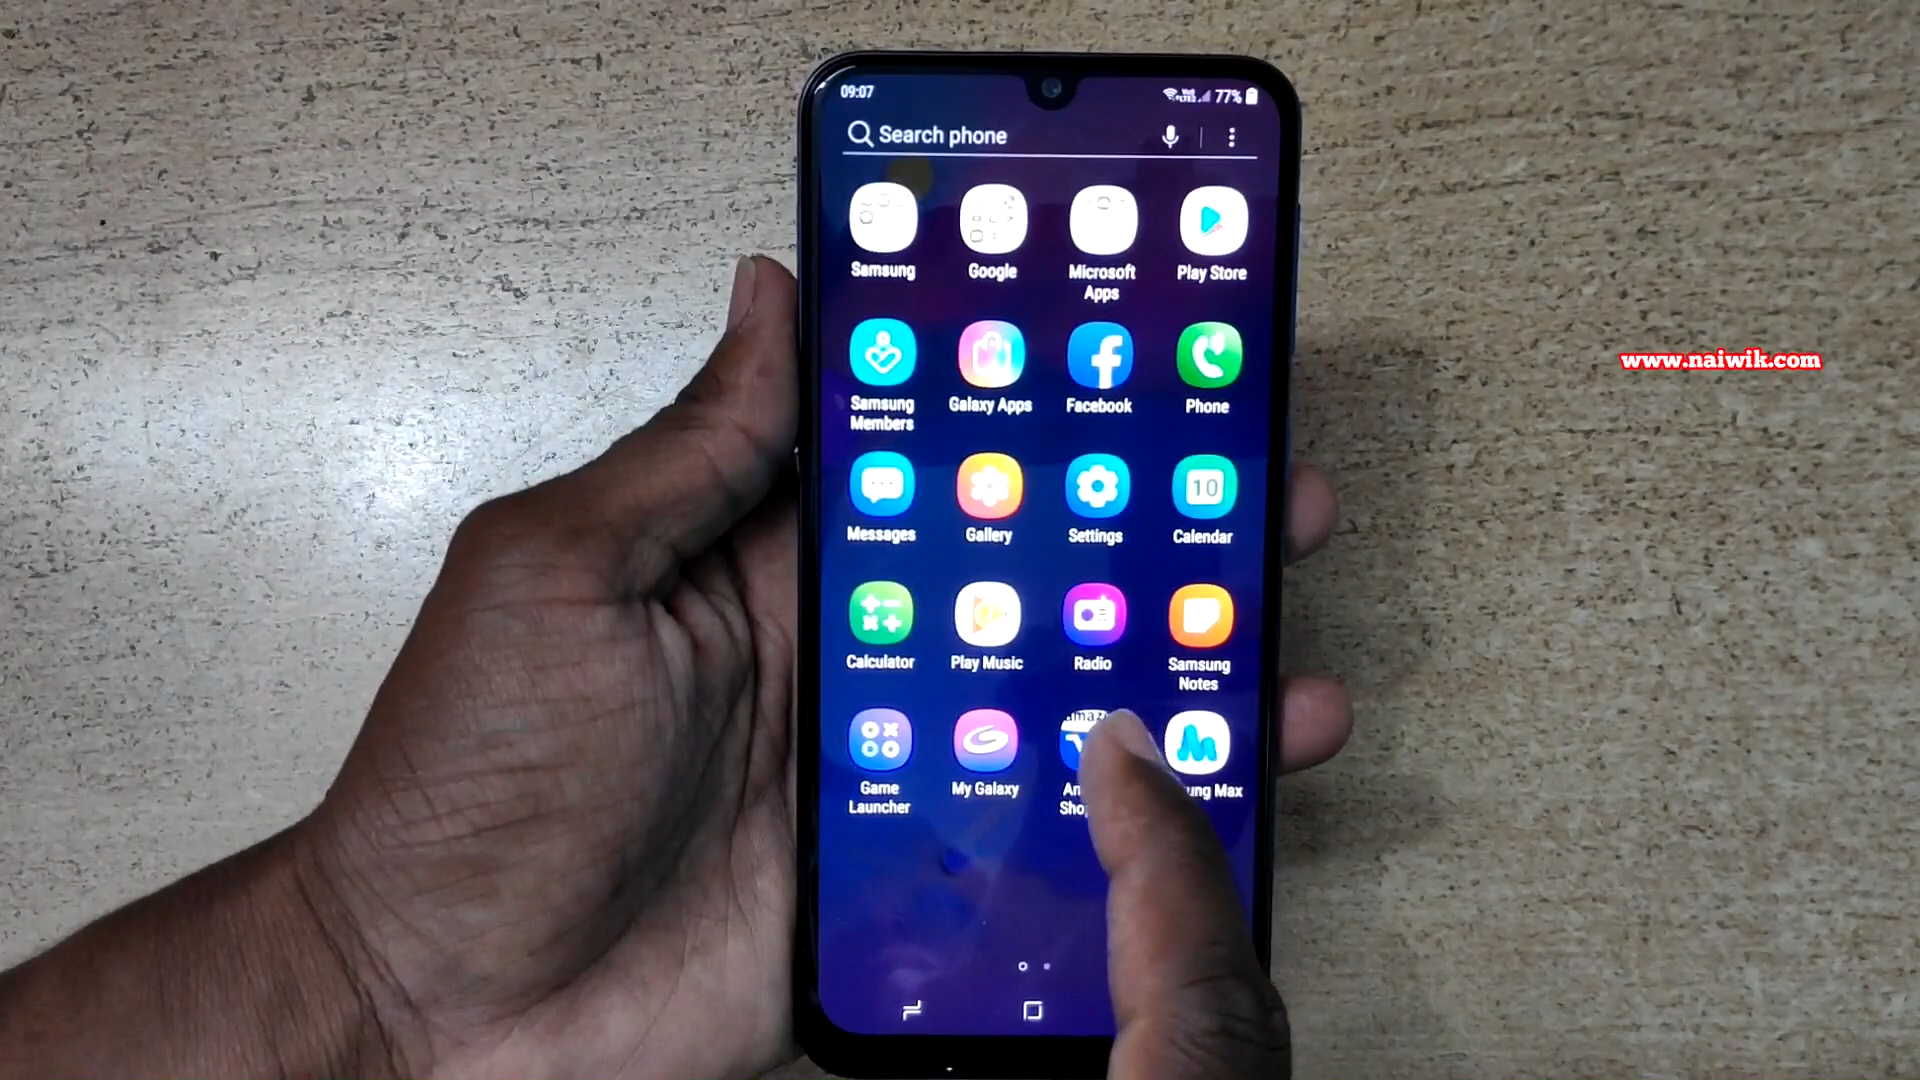 09:07
77%
Search phone
Samsung
Google
Microsoft
Apps
Play Store
Samsung
Members
Galaxy Apps
Facebook
Phone
www.naiwik.com
10
Messages
Gallery
Settings
Calendar
Calculator
Play Music
Radio
Samsung
Notes
Game
Launcher
My Galaxy